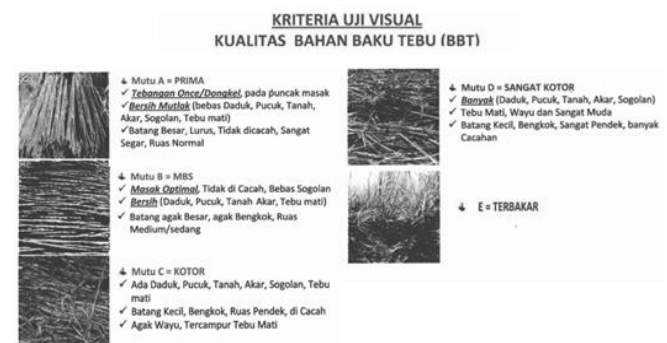 KRITERIA UJI VISUAL
KUALITAS BAHAN BAKU TEBU (BBT)
Mutu A = PRIMA
✓ Tebangan Once/Dongkel, pada puncak masak
✓ Bersih Mutlak (bebas Daduk, Pucuk, Tanah,
Akar, Sogolan, Tebu mati)
✓ Batang Besar, Lurus, Tidak dicacah, Sangat
Segar, Ruas Normal
Mutu B = MBS
✓ Masak Optimal, Tidak di Cacah, Bebas Sogolan
✓ Bersih (Daduk, Pucuk, Tanah Akar, Tebu mati)
✓ Batang agak Besar, agak Bengkok, Ruas
Medium/sedang
Mutu C = KOTOR
✓ Ada Daduk, Pucuk, Tanah, Akar, Sogolan, Tebu
mati
✓ Batang Kecil, Bengkok, Ruas Pendek, di Cacah
✓ Agak Wayu, Tercampur Tebu Mati
Mutu D = SANGAT KOTOR
✓ Banyak (Daduk, Pucuk, Tanah, Akar, Sogolan)
✓ Tebu Mati, Wayu dan Sangat Muda
✓ Batang Kecil, Bengkok, Sangat Pendek, banyak
Cacahan
E = TERBAKAR